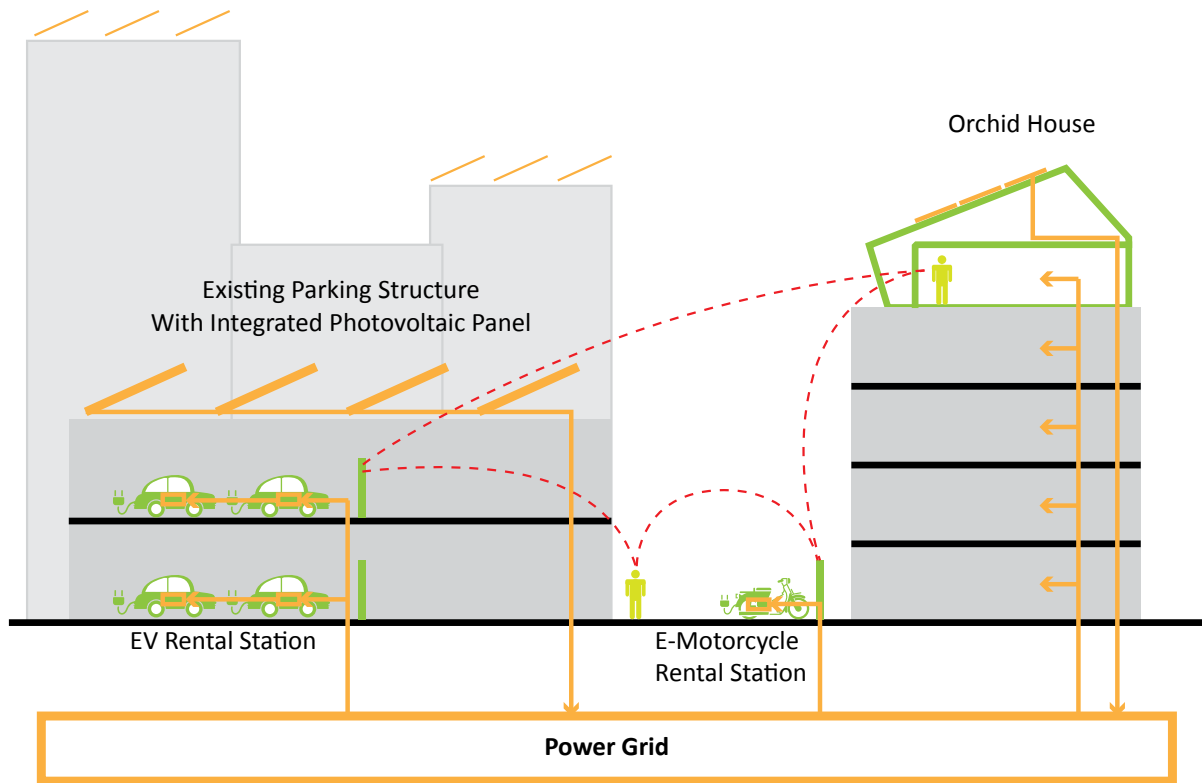 Orchid House
Existing Parking Structure
With Integrated Photovoltaic Panel
EV Rental Station
E-Motorcycle
Rental Station
Power Grid